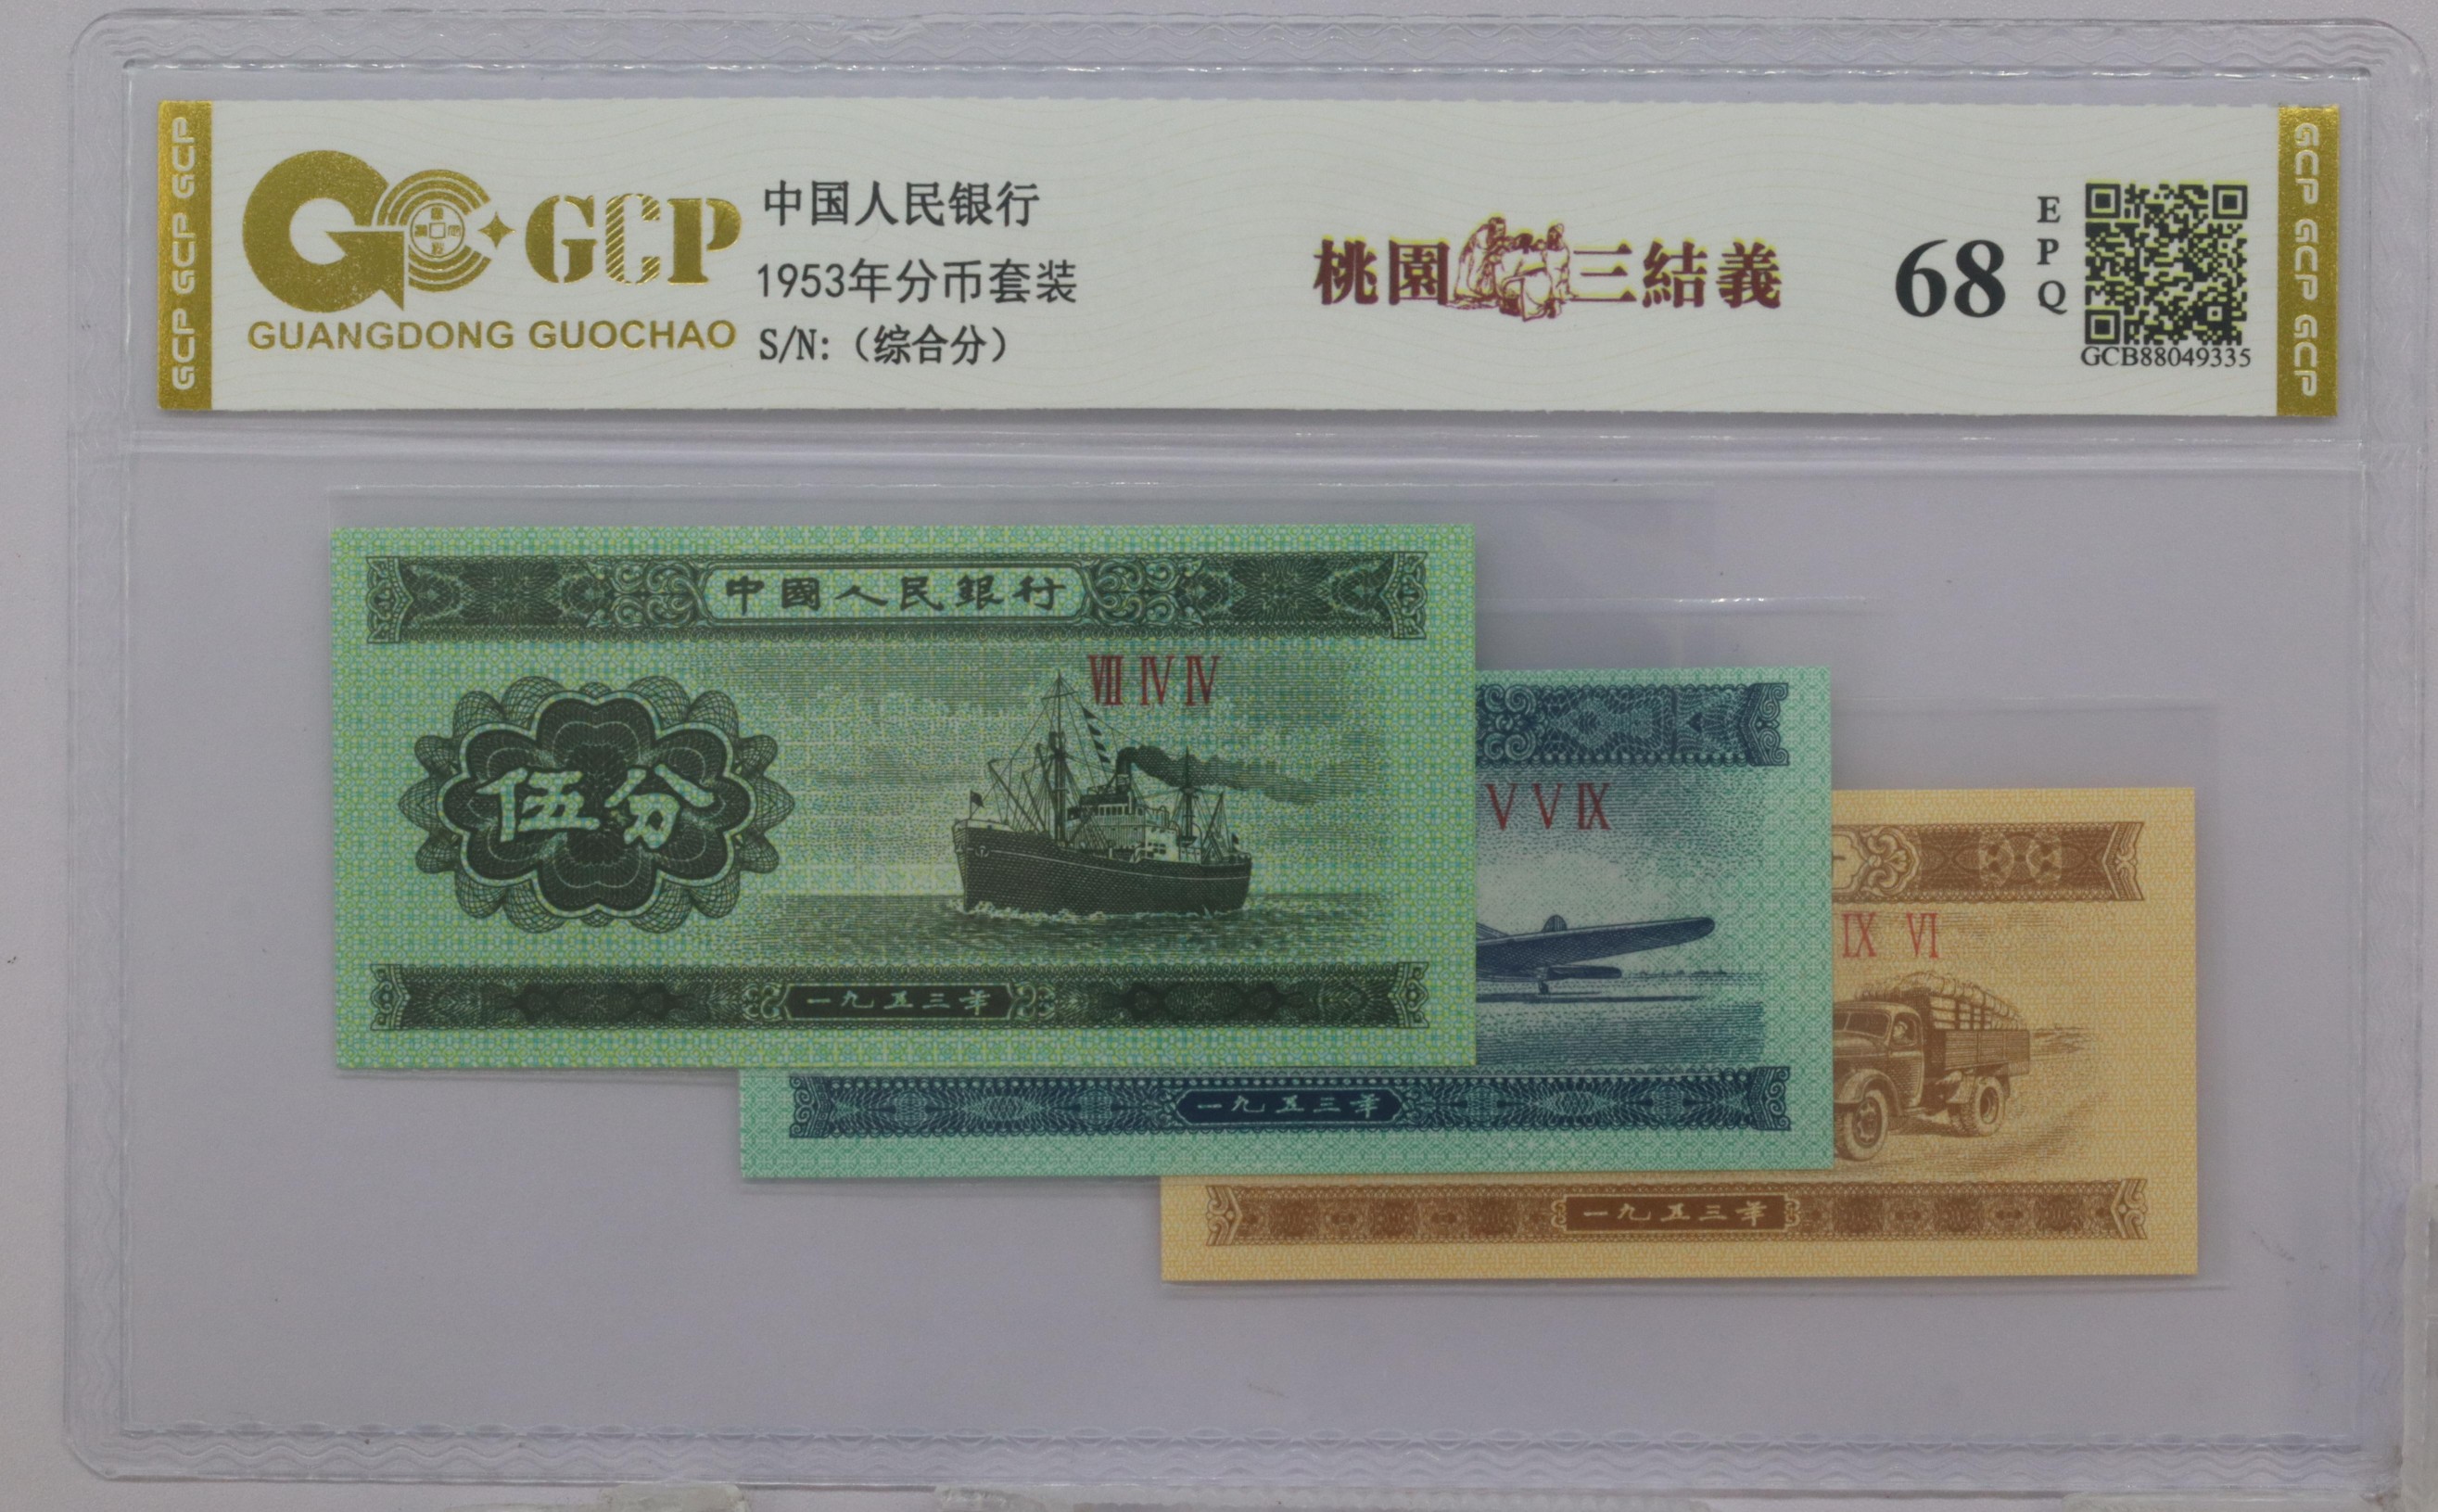 GCP GCP GCP
GCP
GUANGDONG GUOCHAO
中国人民银行
1953年分币套装
S/N:（综合分）
桃園三結義
68
EPQ
GCB88049335
GCP GCP GCP
中國人民銀行
VIII IV IV
伍分
一九五三年
V V IX
一九五三年
IX VI
一九五三年